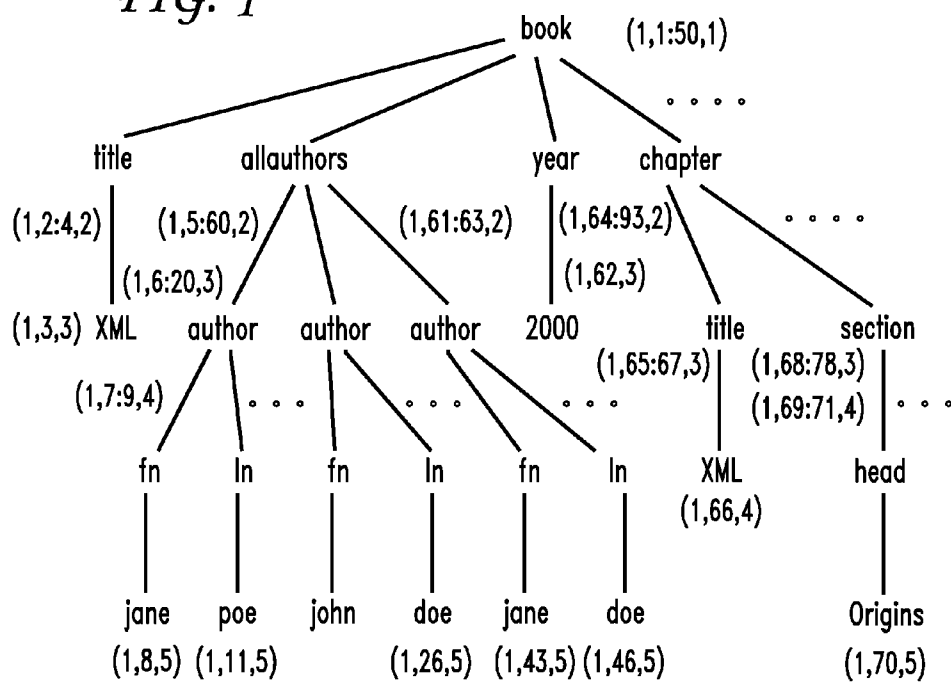 FIG. 1
book (1,1:50,1)
title allauthors year chapter
(1,2:4,2) (1,5:60,2) (1,61:63,2) (1,64:93,2)
(1,6:20,3) (1,62,3)
(1,3,3) XML author author author 2000 title section
(1,65:67,3) (1,68:78,3)
(1,7:9,4) (1,69:71,4)
fn ln fn ln fn ln XML head
(1,66,4)
jane poe john doe jane doe Origins
(1,8,5) (1,11,5) (1,26,5) (1,43,5) (1,46,5) (1,70,5)